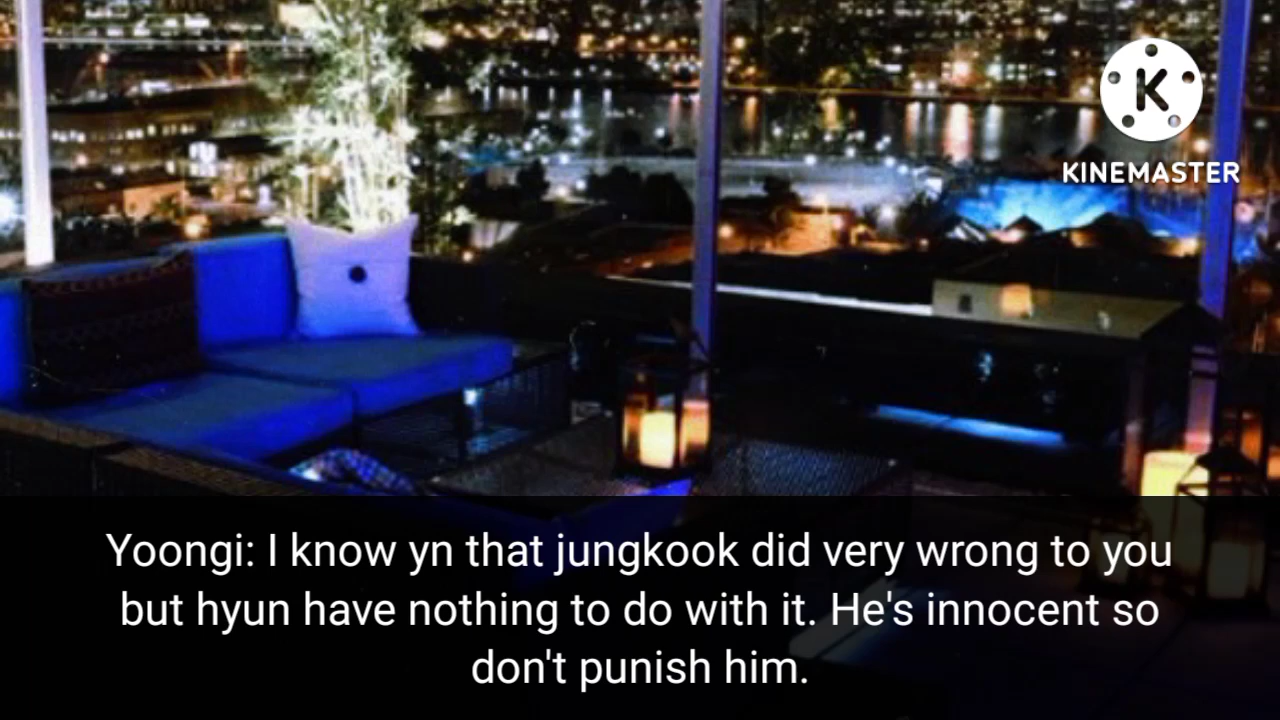 K
KINEMASTER
Yoongi: I know yn that jungkook did very wrong to you
but hyun have nothing to do with it. He's innocent so
don't punish him.